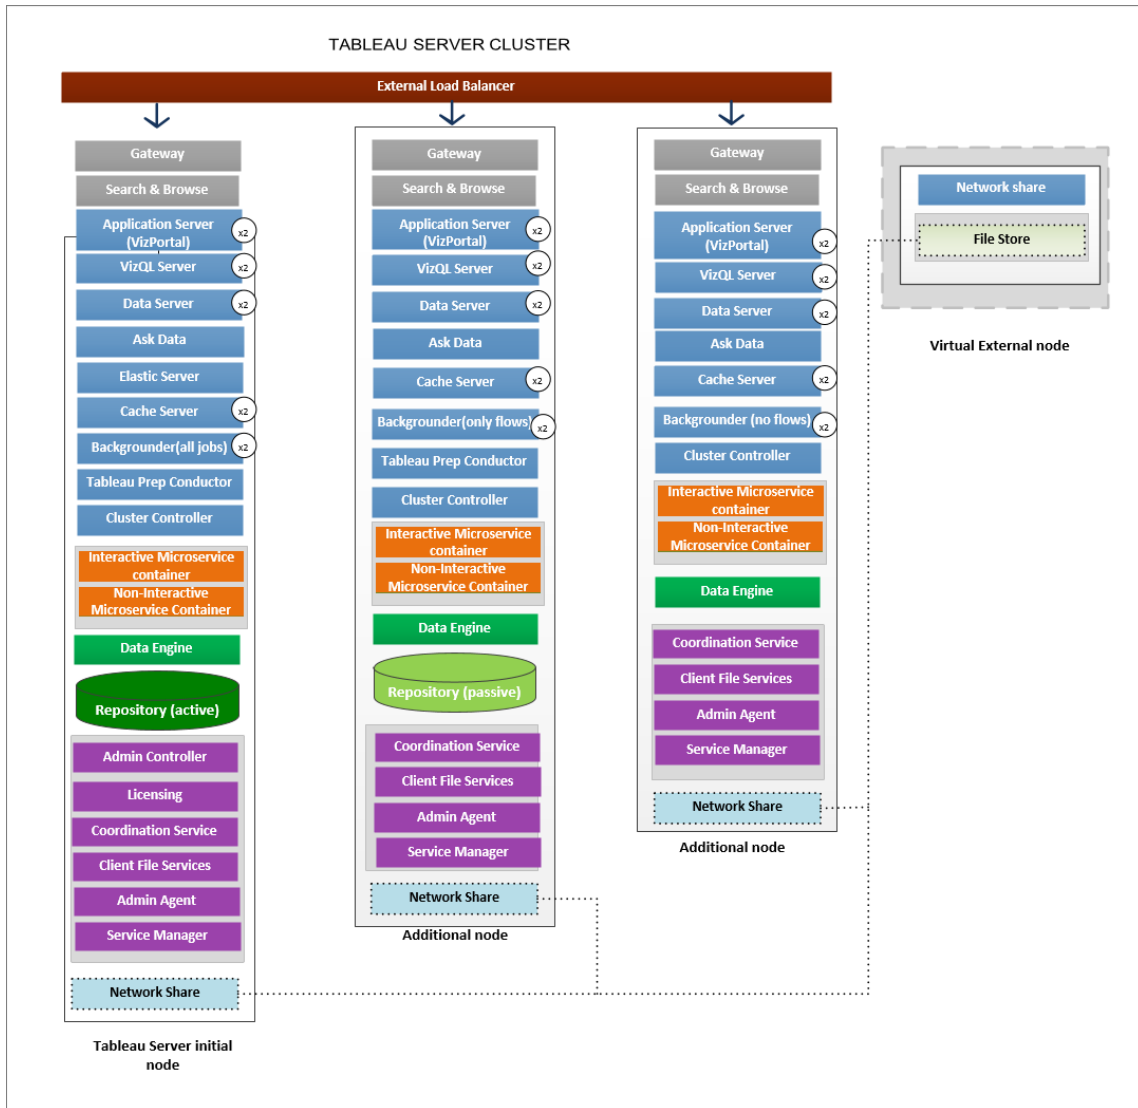 TABLEAU SERVER CLUSTER
External Load Balancer
Gateway
Search & Browse
Application Server
(VizPortal)
x2
VizQL Server
x2
Data Server
x2
Ask Data
Elastic Server
Cache Server
x2
Backgrounder(all jobs)
x2
Tableau Prep Conductor
Cluster Controller
Interactive Microservice
container
Non-Interactive
Microservice Container
Data Engine
Repository (active)
Admin Controller
Licensing
Coordination Service
Client File Services
Admin Agent
Service Manager
Network Share
Tableau Server initial
node
Gateway
Search & Browse
Application Server
(VizPortal)
x2
VizQL Server
x2
Data Server
x2
Ask Data
Cache Server
x2
Backgrounder(only flows)
x2
Tableau Prep Conductor
Cluster Controller
Interactive Microservice
container
Non-Interactive
Microservice Container
Data Engine
Repository (passive)
Coordination Service
Client File Services
Admin Agent
Service Manager
Network Share
Additional node
Gateway
Search & Browse
Application Server
(VizPortal)
x2
VizQL Server
x2
Data Server
x2
Ask Data
Cache Server
x2
Backgrounder (no flows)
x2
Cluster Controller
Interactive Microservice
container
Non-Interactive
Microservice Container
Data Engine
Coordination Service
Client File Services
Admin Agent
Service Manager
Network Share
Additional node
Network share
File Store
Virtual External node